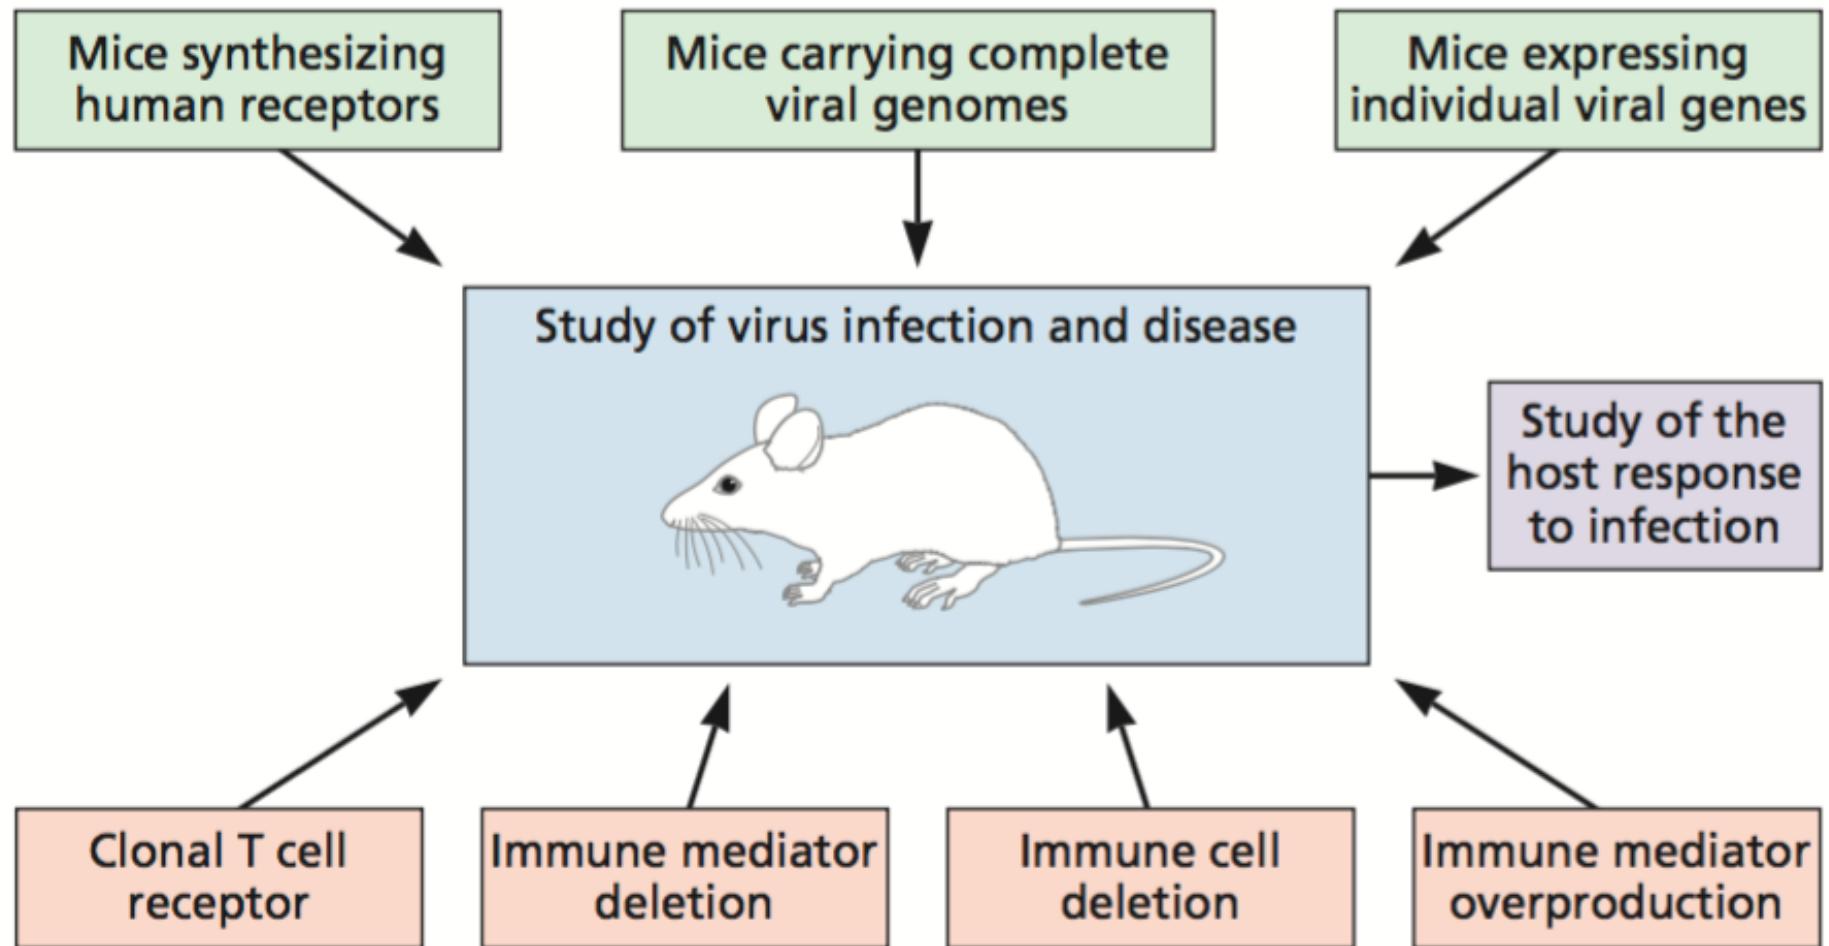 Mice synthesizing
human receptors
Mice carrying complete
viral genomes
Mice expressing
individual viral genes
Study of virus infection and disease
Study of the
host response
to infection
Clonal T cell
receptor
Immune mediator
deletion
Immune cell
deletion
Immune mediator
overproduction